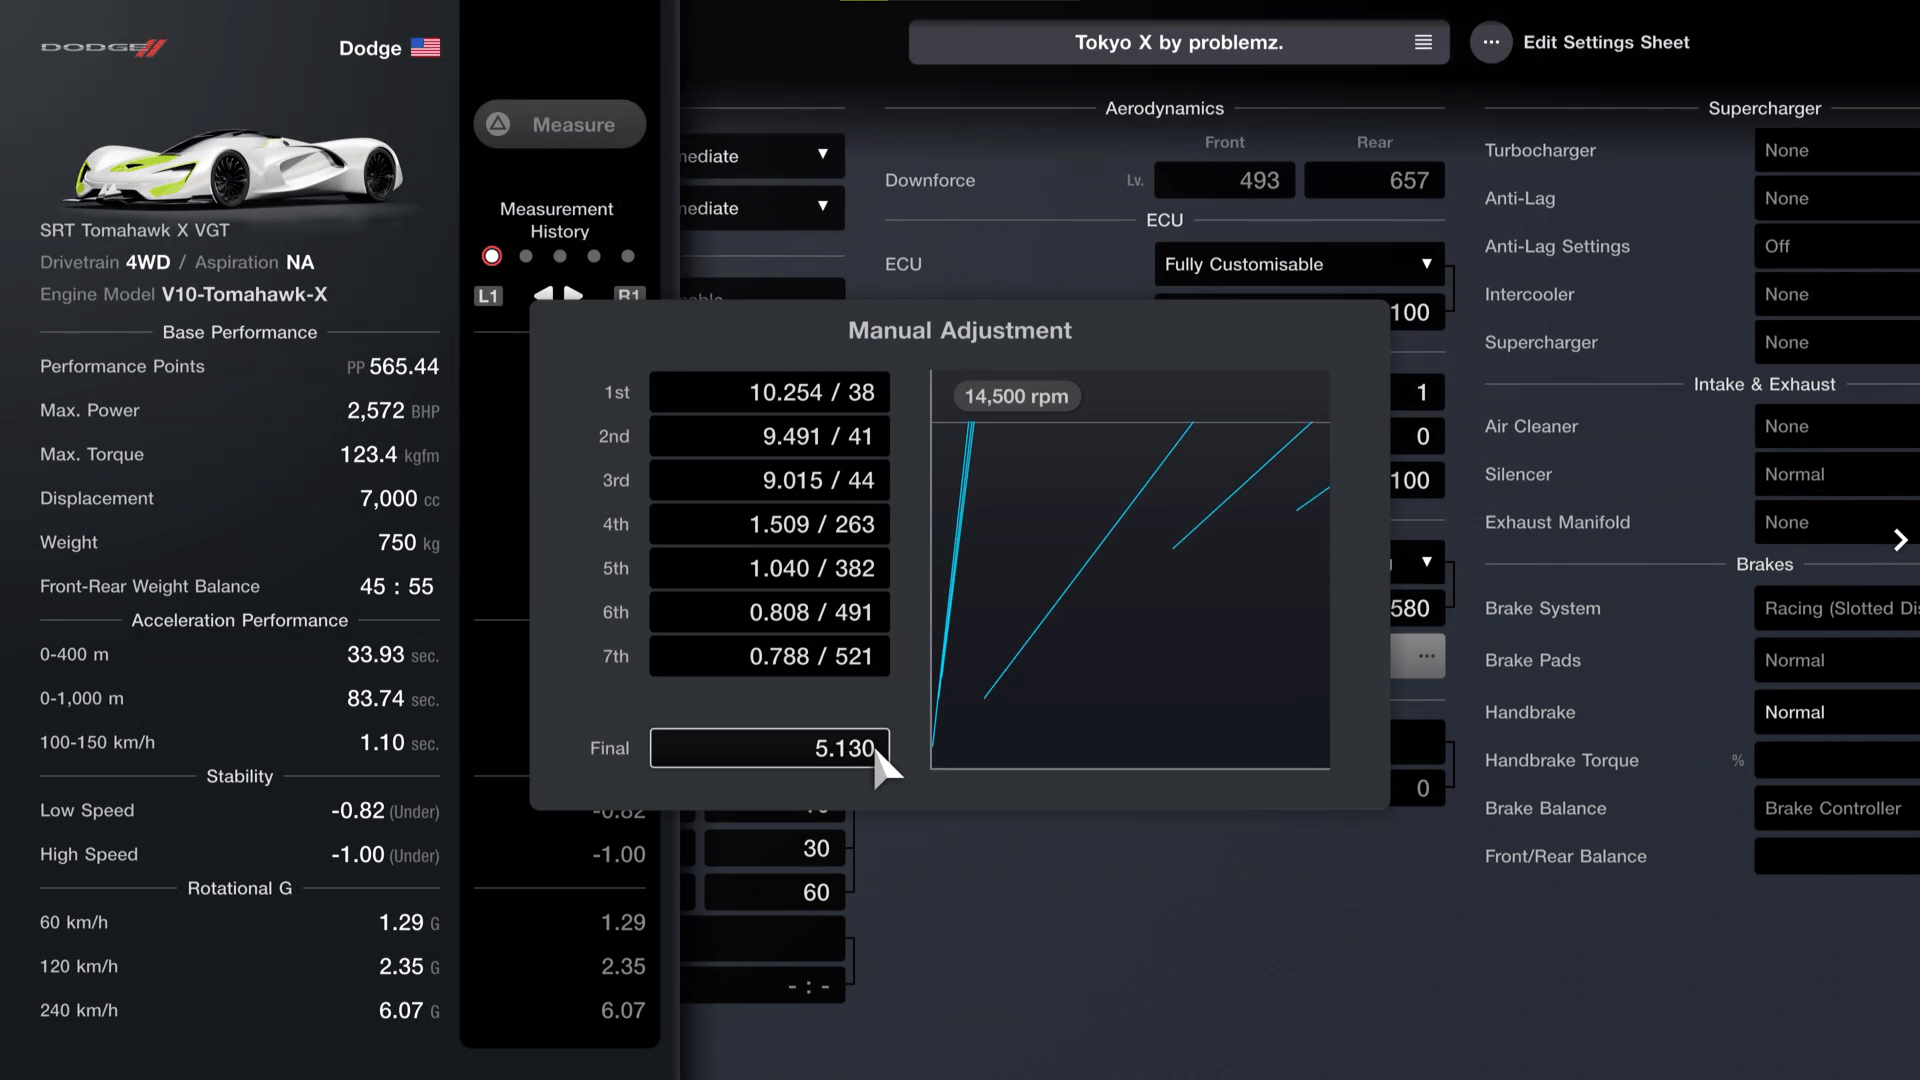 DODGE
Dodge
SRT Tomahawk X VGT
Drivetrain 4WD / Aspiration NA
Engine Model V10-Tomahawk-X
Base Performance
Performance Points PP 565.44
Max. Power 2,572 BHP
Max. Torque 123.4 kgfm
Displacement 7,000 cc
Weight 750 kg
Front-Rear Weight Balance 45 : 55
Acceleration Performance
0-400 m 33.93 sec.
0-1,000 m 83.74 sec.
100-150 km/h 1.10 sec.
Stability
Low Speed -0.82 (Under)
High Speed -1.00 (Under)
Rotational G
60 km/h 1.29 G
120 km/h 2.35 G
240 km/h 6.07 G
Measure
Measurement
History
L1 R1
-0.82
-1.00
1.29
2.35
6.07
Tokyo X by problemz.
Edit Settings Sheet
mediate
mediate
30
60
- : -
Aerodynamics
Front Rear
Downforce Lv. 493 657
ECU
ECU Fully Customisable
100
1
0
100
580
0
Manual Adjustment
1st 10.254 / 38
2nd 9.491 / 41
3rd 9.015 / 44
4th 1.509 / 263
5th 1.040 / 382
6th 0.808 / 491
7th 0.788 / 521
Final 5.130
14,500 rpm
Supercharger
Turbocharger None
Anti-Lag None
Anti-Lag Settings Off
Intercooler None
Supercharger None
Intake & Exhaust
Air Cleaner None
Silencer Normal
Exhaust Manifold None
Brakes
Brake System Racing (Slotted Dis
Brake Pads Normal
Handbrake Normal
Handbrake Torque %
Brake Balance Brake Controller
Front/Rear Balance